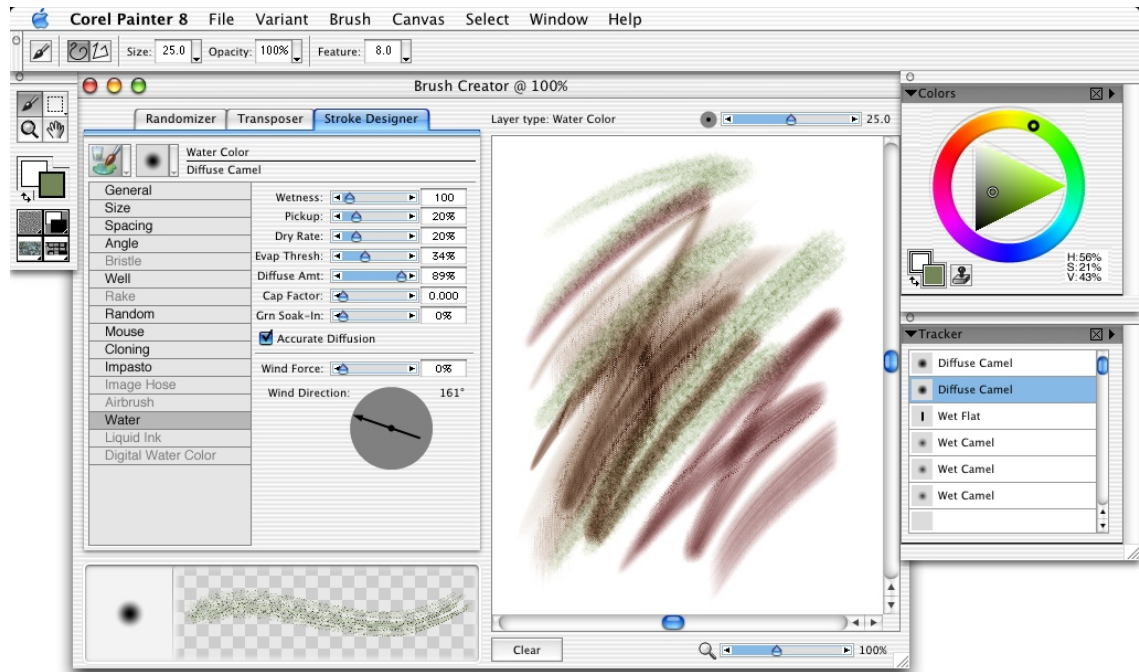 Corel Painter 8 File Variant Brush Canvas Select Window Help
Size: 25.0 Opacity: 100% Feature: 8.0
Brush Creator @ 100%
Randomizer Transposer Stroke Designer
Water Color
Diffuse Camel
General
Size
Spacing
Angle
Bristle
Well
Rake
Random
Mouse
Cloning
Impasto
Image Hose
Airbrush
Water
Liquid Ink
Digital Water Color
Wetness: 100
Pickup: 20%
Dry Rate: 20%
Evap Thresh: 34%
Diffuse Amt: 89%
Cap Factor: 0.000
Grn Soak-In: 0%
Accurate Diffusion
Wind Force: 0%
Wind Direction: 161°
Layer type: Water Color 25.0
Clear 100%
Colors
H:56%
S:21%
V:43%
Tracker
Diffuse Camel
Diffuse Camel
Wet Flat
Wet Camel
Wet Camel
Wet Camel